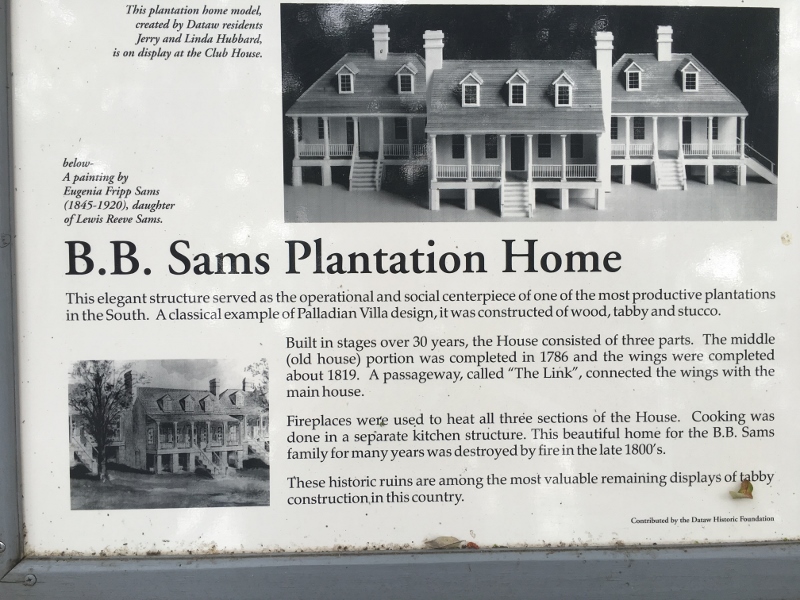 This plantation home model,
created by Dataw residents
Jerry and Linda Hubbard,
is on display at the Club House.
below-
A painting by
Eugenia Fripp Sams
(1845-1920), daughter
of Lewis Reeve Sams.
B.B. Sams Plantation Home
This elegant structure served as the operational and social centerpiece of one of the most productive plantations
in the South. A classical example of Palladian Villa design, it was constructed of wood, tabby and stucco.
Built in stages over 30 years, the House consisted of three parts. The middle
(old house) portion was completed in 1786 and the wings were completed
about 1819. A passageway, called "The Link", connected the wings with the
main house.
Fireplaces were used to heat all three sections of the House. Cooking was
done in a separate kitchen structure. This beautiful home for the B.B. Sams
family for many years was destroyed by fire in the late 1800's.
These historic ruins are among the most valuable remaining displays of tabby
construction in this country.
Contributed by the Dataw Historic Foundation